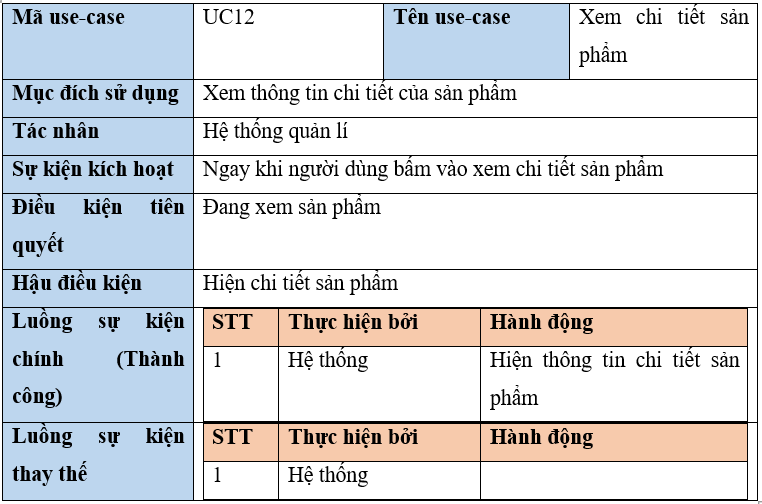 Mã use-case UC12 Tên use-case Xem chi tiết sản
phẩm
Mục đích sử dụng Xem thông tin chi tiết của sản phẩm
Tác nhân Hệ thống quản lí
Sự kiện kích hoạt Ngay khi người dùng bấm vào xem chi tiết sản phẩm
Điều kiện tiên Đang xem sản phẩm
quyết
Hậu điều kiện Hiện chi tiết sản phẩm
Luồng sự kiện STT Thực hiện bởi Hành động
chính (Thành 1 Hệ thống Hiện thông tin chi tiết sản
công) phẩm
Luồng sự kiện STT Thực hiện bởi Hành động
thay thế 1 Hệ thống